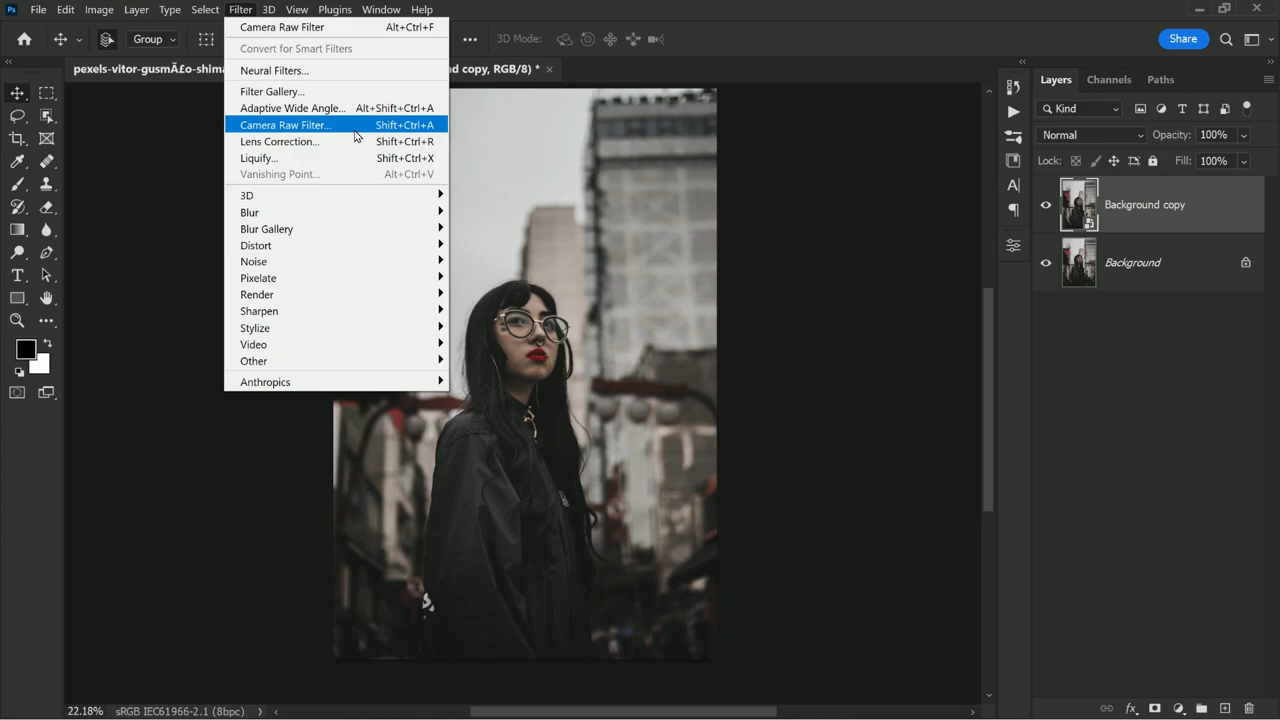 Ps File Edit Image Layer Type Select Filter 3D View Plugins Window Help
Group
3D Mode:
Share
pexels-vitor-gusmÃ£o-shima
nd copy, RGB/8) *
Camera Raw Filter Alt+Ctrl+F
Convert for Smart Filters
Neural Filters...
Filter Gallery...
Adaptive Wide Angle... Alt+Shift+Ctrl+A
Camera Raw Filter... Shift+Ctrl+A
Lens Correction... Shift+Ctrl+R
Liquify... Shift+Ctrl+X
Vanishing Point... Alt+Ctrl+V
3D
Blur
Blur Gallery
Distort
Noise
Pixelate
Render
Sharpen
Stylize
Video
Other
Anthropics
Layers Channels Paths
Kind
Normal Opacity: 100%
Lock: Fill: 100%
Background copy
Background
22.18% sRGB IEC61966-2.1 (8bpc)